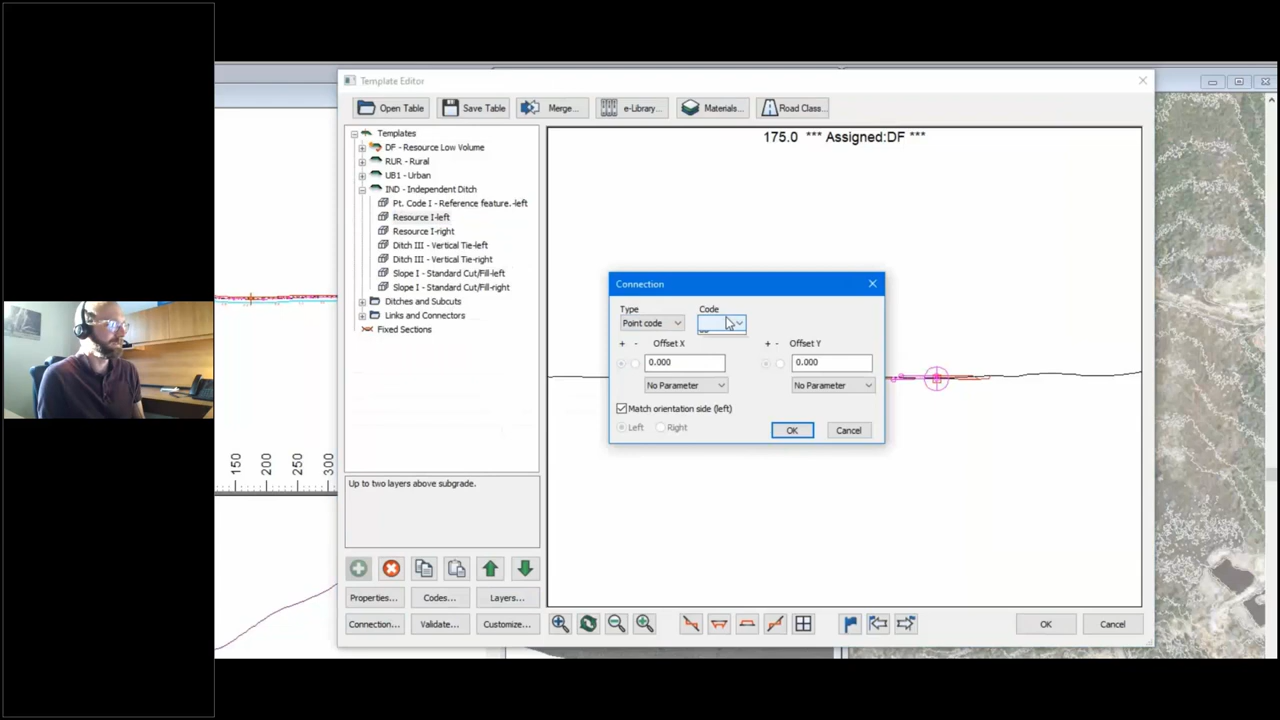 Template Editor
Open Table
Save Table
Merge...
e-Library...
Materials...
Road Class...
Templates
DF - Resource Low Volume
RUR - Rural
UB1 - Urban
IND - Independent Ditch
Pt. Code I - Reference feature.-left
Resource I-left
Resource I-right
Ditch III - Vertical Tie-left
Ditch III - Vertical Tie-right
Slope I - Standard Cut/Fill-left
Slope I - Standard Cut/Fill-right
Ditches and Subcuts
Links and Connectors
Fixed Sections
175.0 *** Assigned:DF ***
Connection
Type
Code
Point code
+ - Offset X
+ - Offset Y
0.000
0.000
No Parameter
No Parameter
Match orientation side (left)
Left
Right
OK
Cancel
150
200
250
300
Up to two layers above subgrade.
Properties...
Codes...
Layers...
Connection...
Validate...
Customize...
OK
Cancel